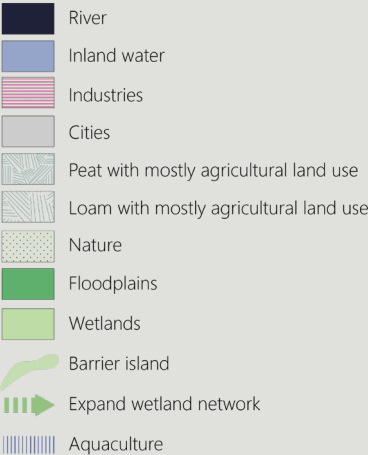 River
Inland water
Industries
Cities
Peat with mostly agricultural land use
Loam with mostly agricultural land use
Nature
Floodplains
Wetlands
Barrier island
Expand wetland network
Aquaculture